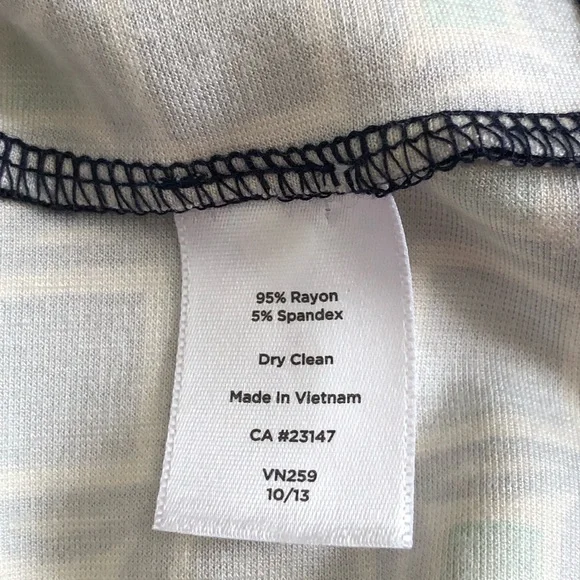 95% Rayon
5% Spandex
Dry Clean
Made In Vietnam
CA #23147
VN259
10/13